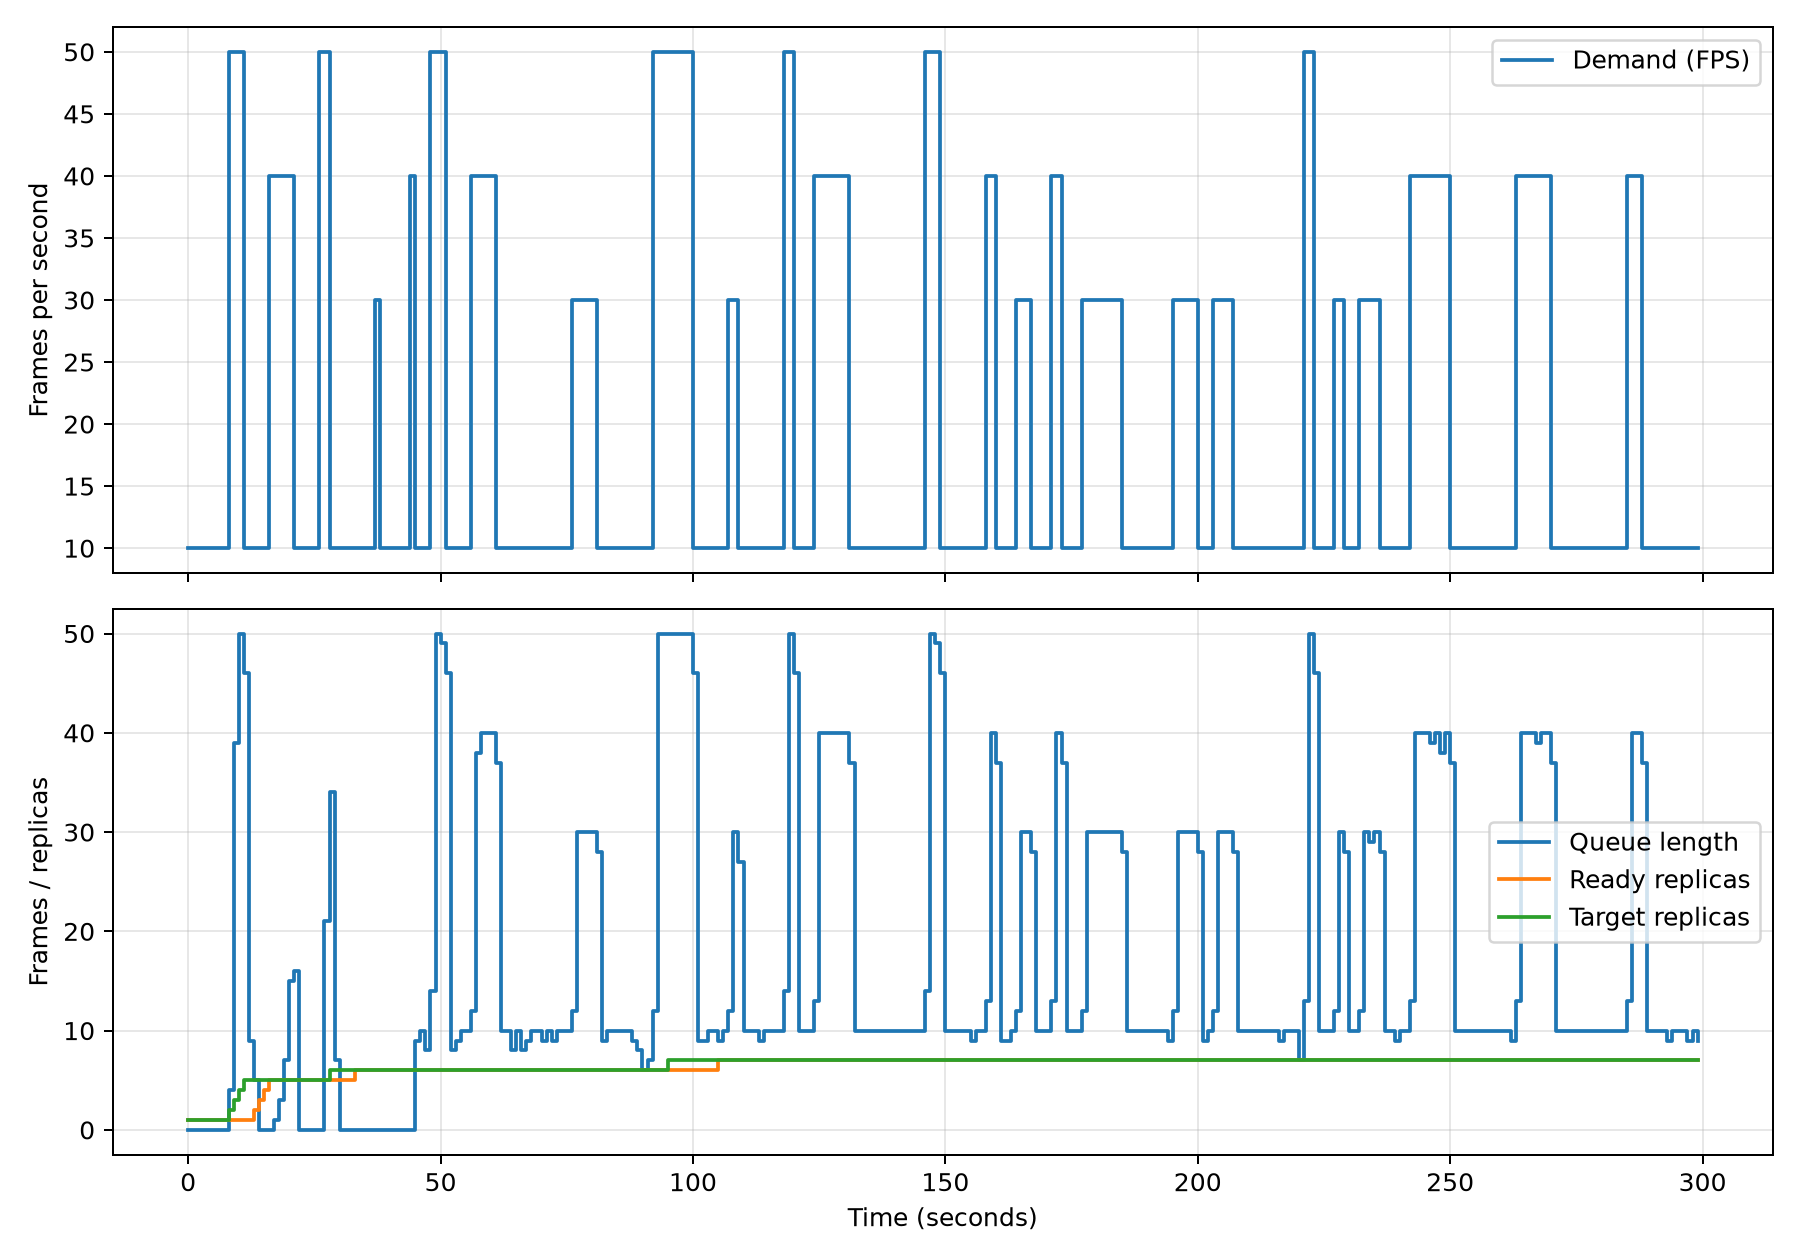 50
45
40
35
30
25
20
15
10
Frames per second
Demand (FPS)
50
40
30
20
10
0
Frames / replicas
Queue length
Ready replicas
Target replicas
0 50 100 150 200 250 300
Time (seconds)